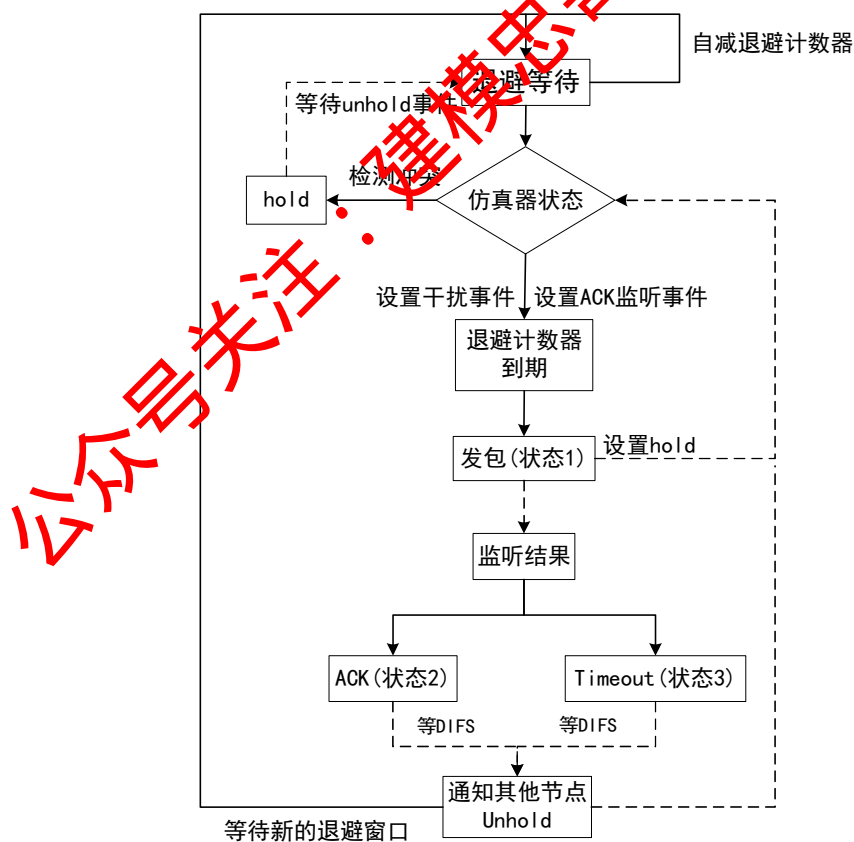 自减退避计数器
退避等待
等待unhold事件
检测冲突
hold
仿真器状态
设置干扰事件
设置ACK监听事件
退避计数器
到期
发包(状态1)
设置hold
监听结果
ACK(状态2)
Timeout(状态3)
等DIFS
等DIFS
通知其他节点
Unhold
等待新的退避窗口
公众号关注：建模忠